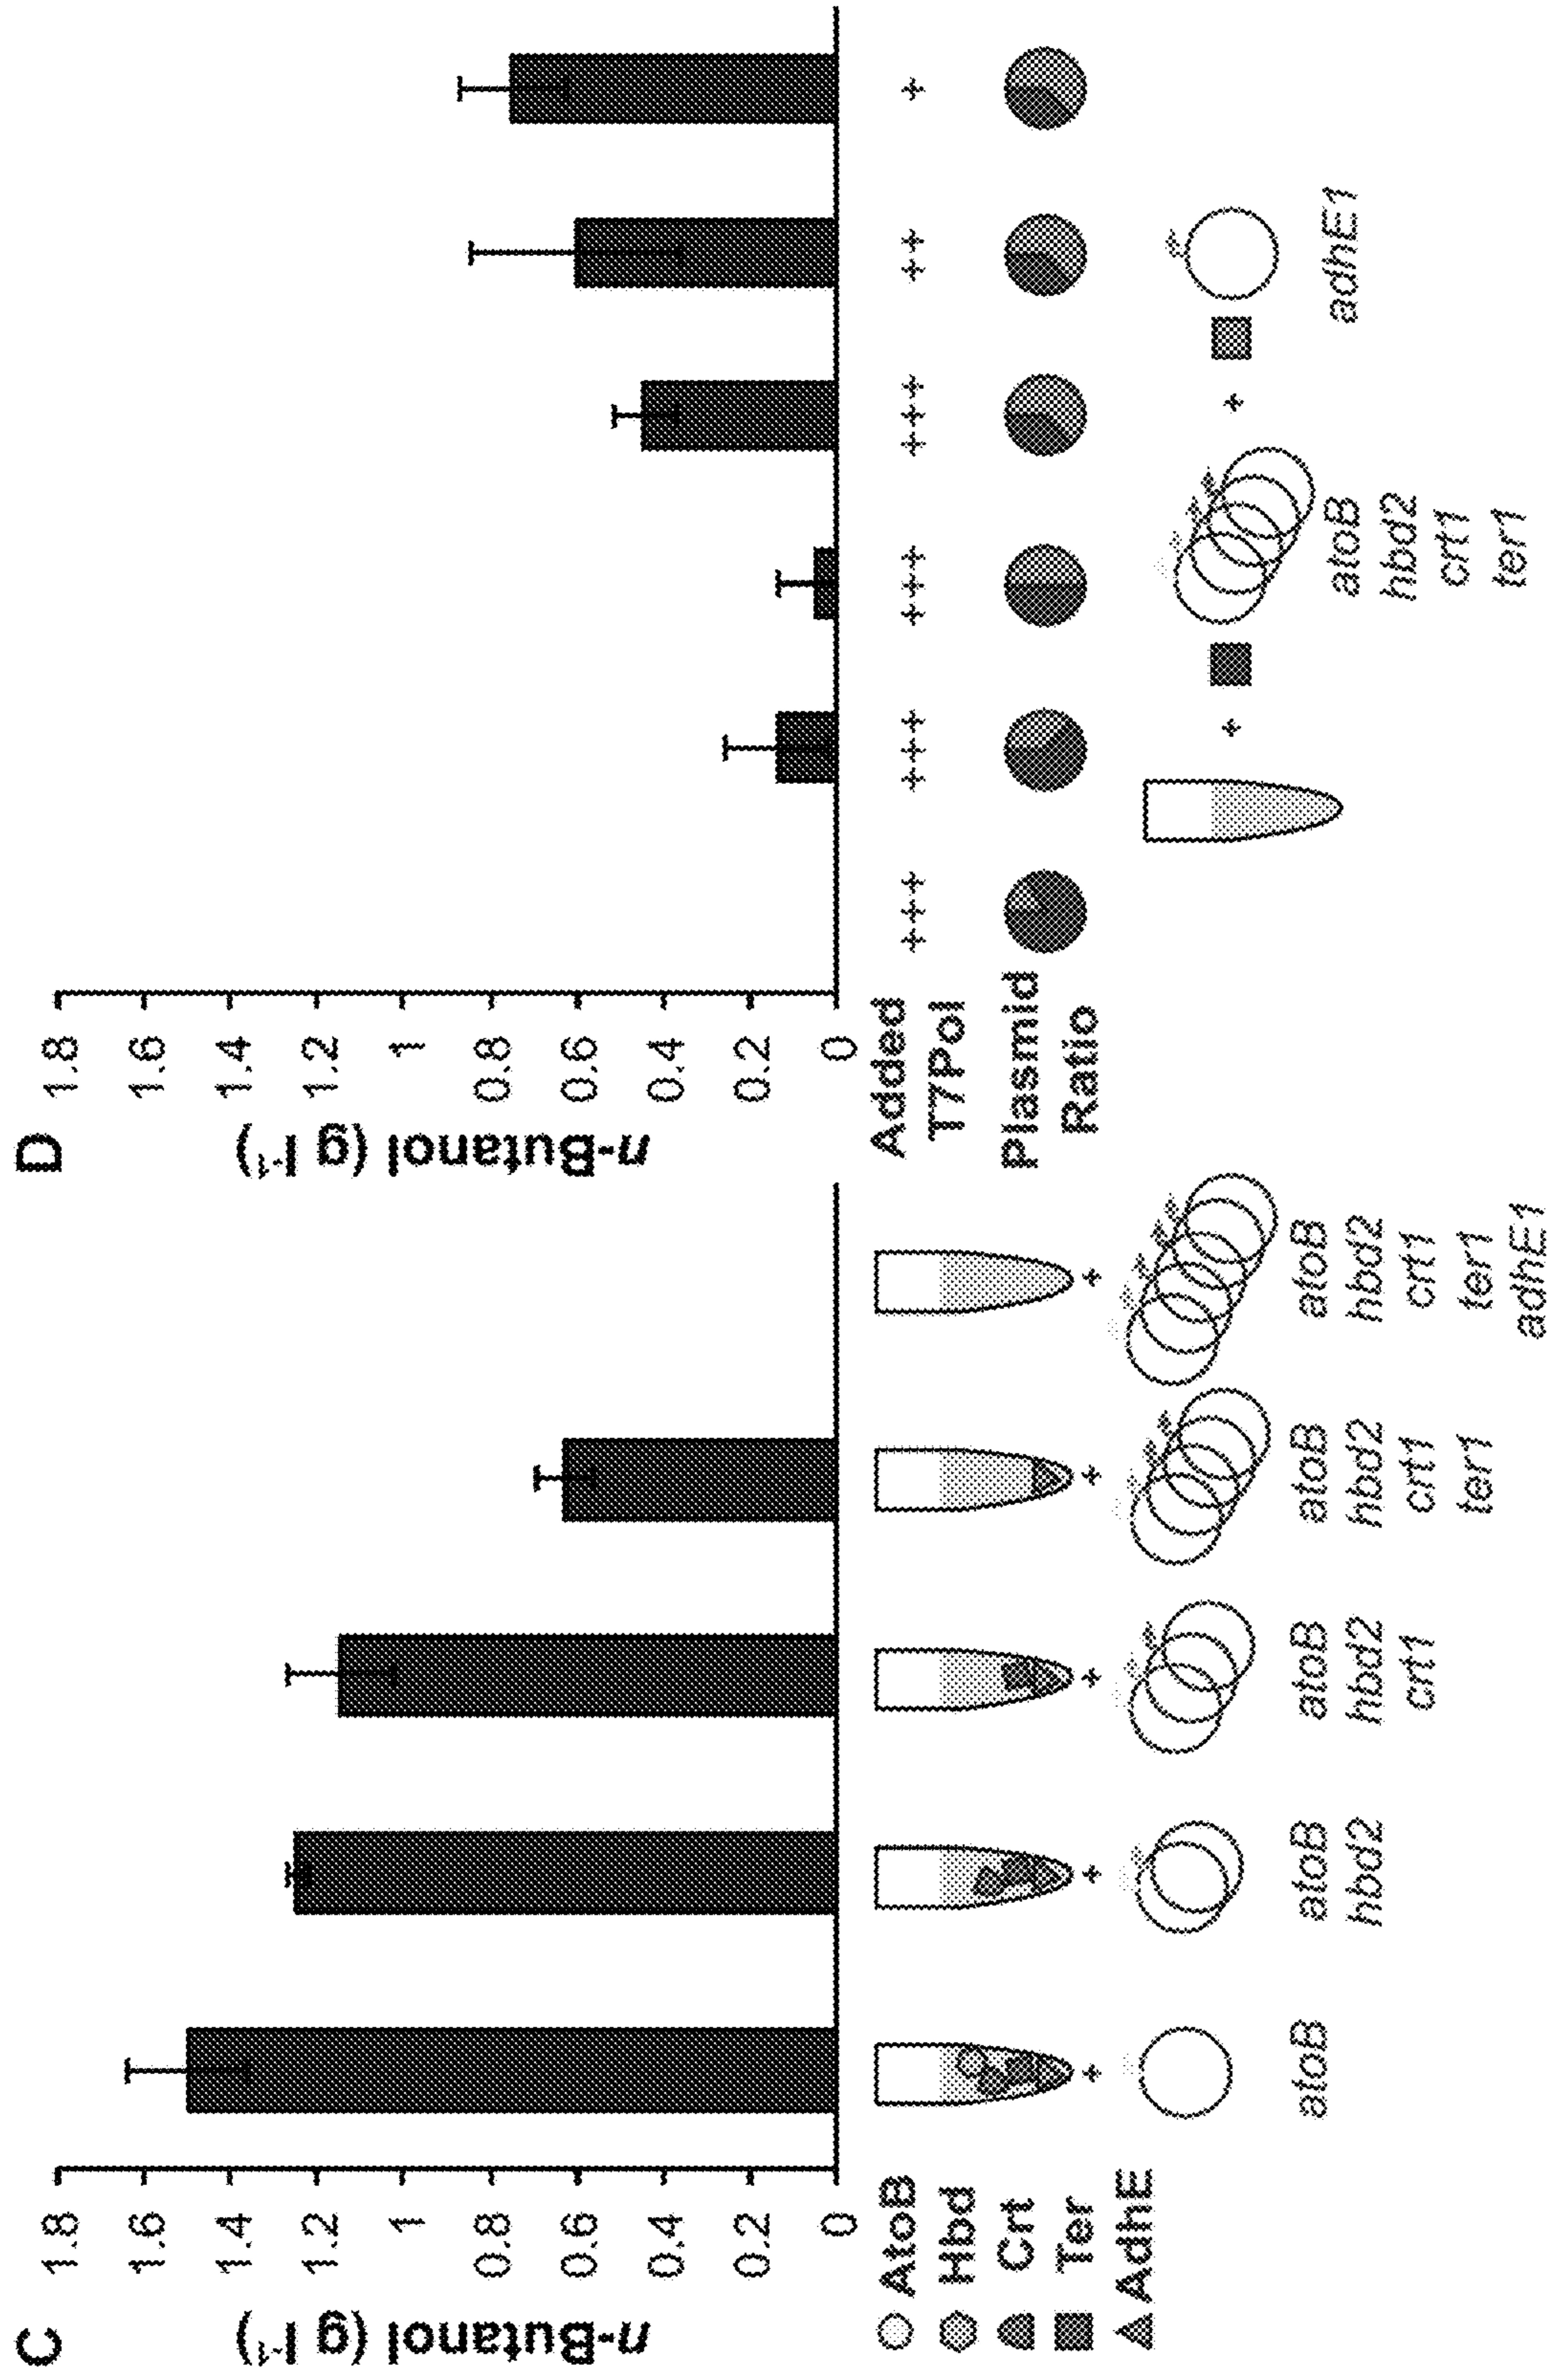 C
n-Butanol (g l⁻¹)
1.8
1.6
1.4
1.2
1
0.8
0.6
0.4
0.2
0
AtoB
Hbd
Crt
Ter
AdhE
+
+
+
+
+
atoB
atoB
hbd2
atoB
hbd2
crt1
atoB
hbd2
crt1
ter1
atoB
hbd2
crt1
ter1
adhE1
D
n-Butanol (g l⁻¹)
1.8
1.6
1.4
1.2
1
0.8
0.6
0.4
0.2
0
Added
T7Pol
+++
+++
+++
+++
++
+
Plasmid
Ratio
+
+
atoB
hbd2
crt1
ter1
adhE1